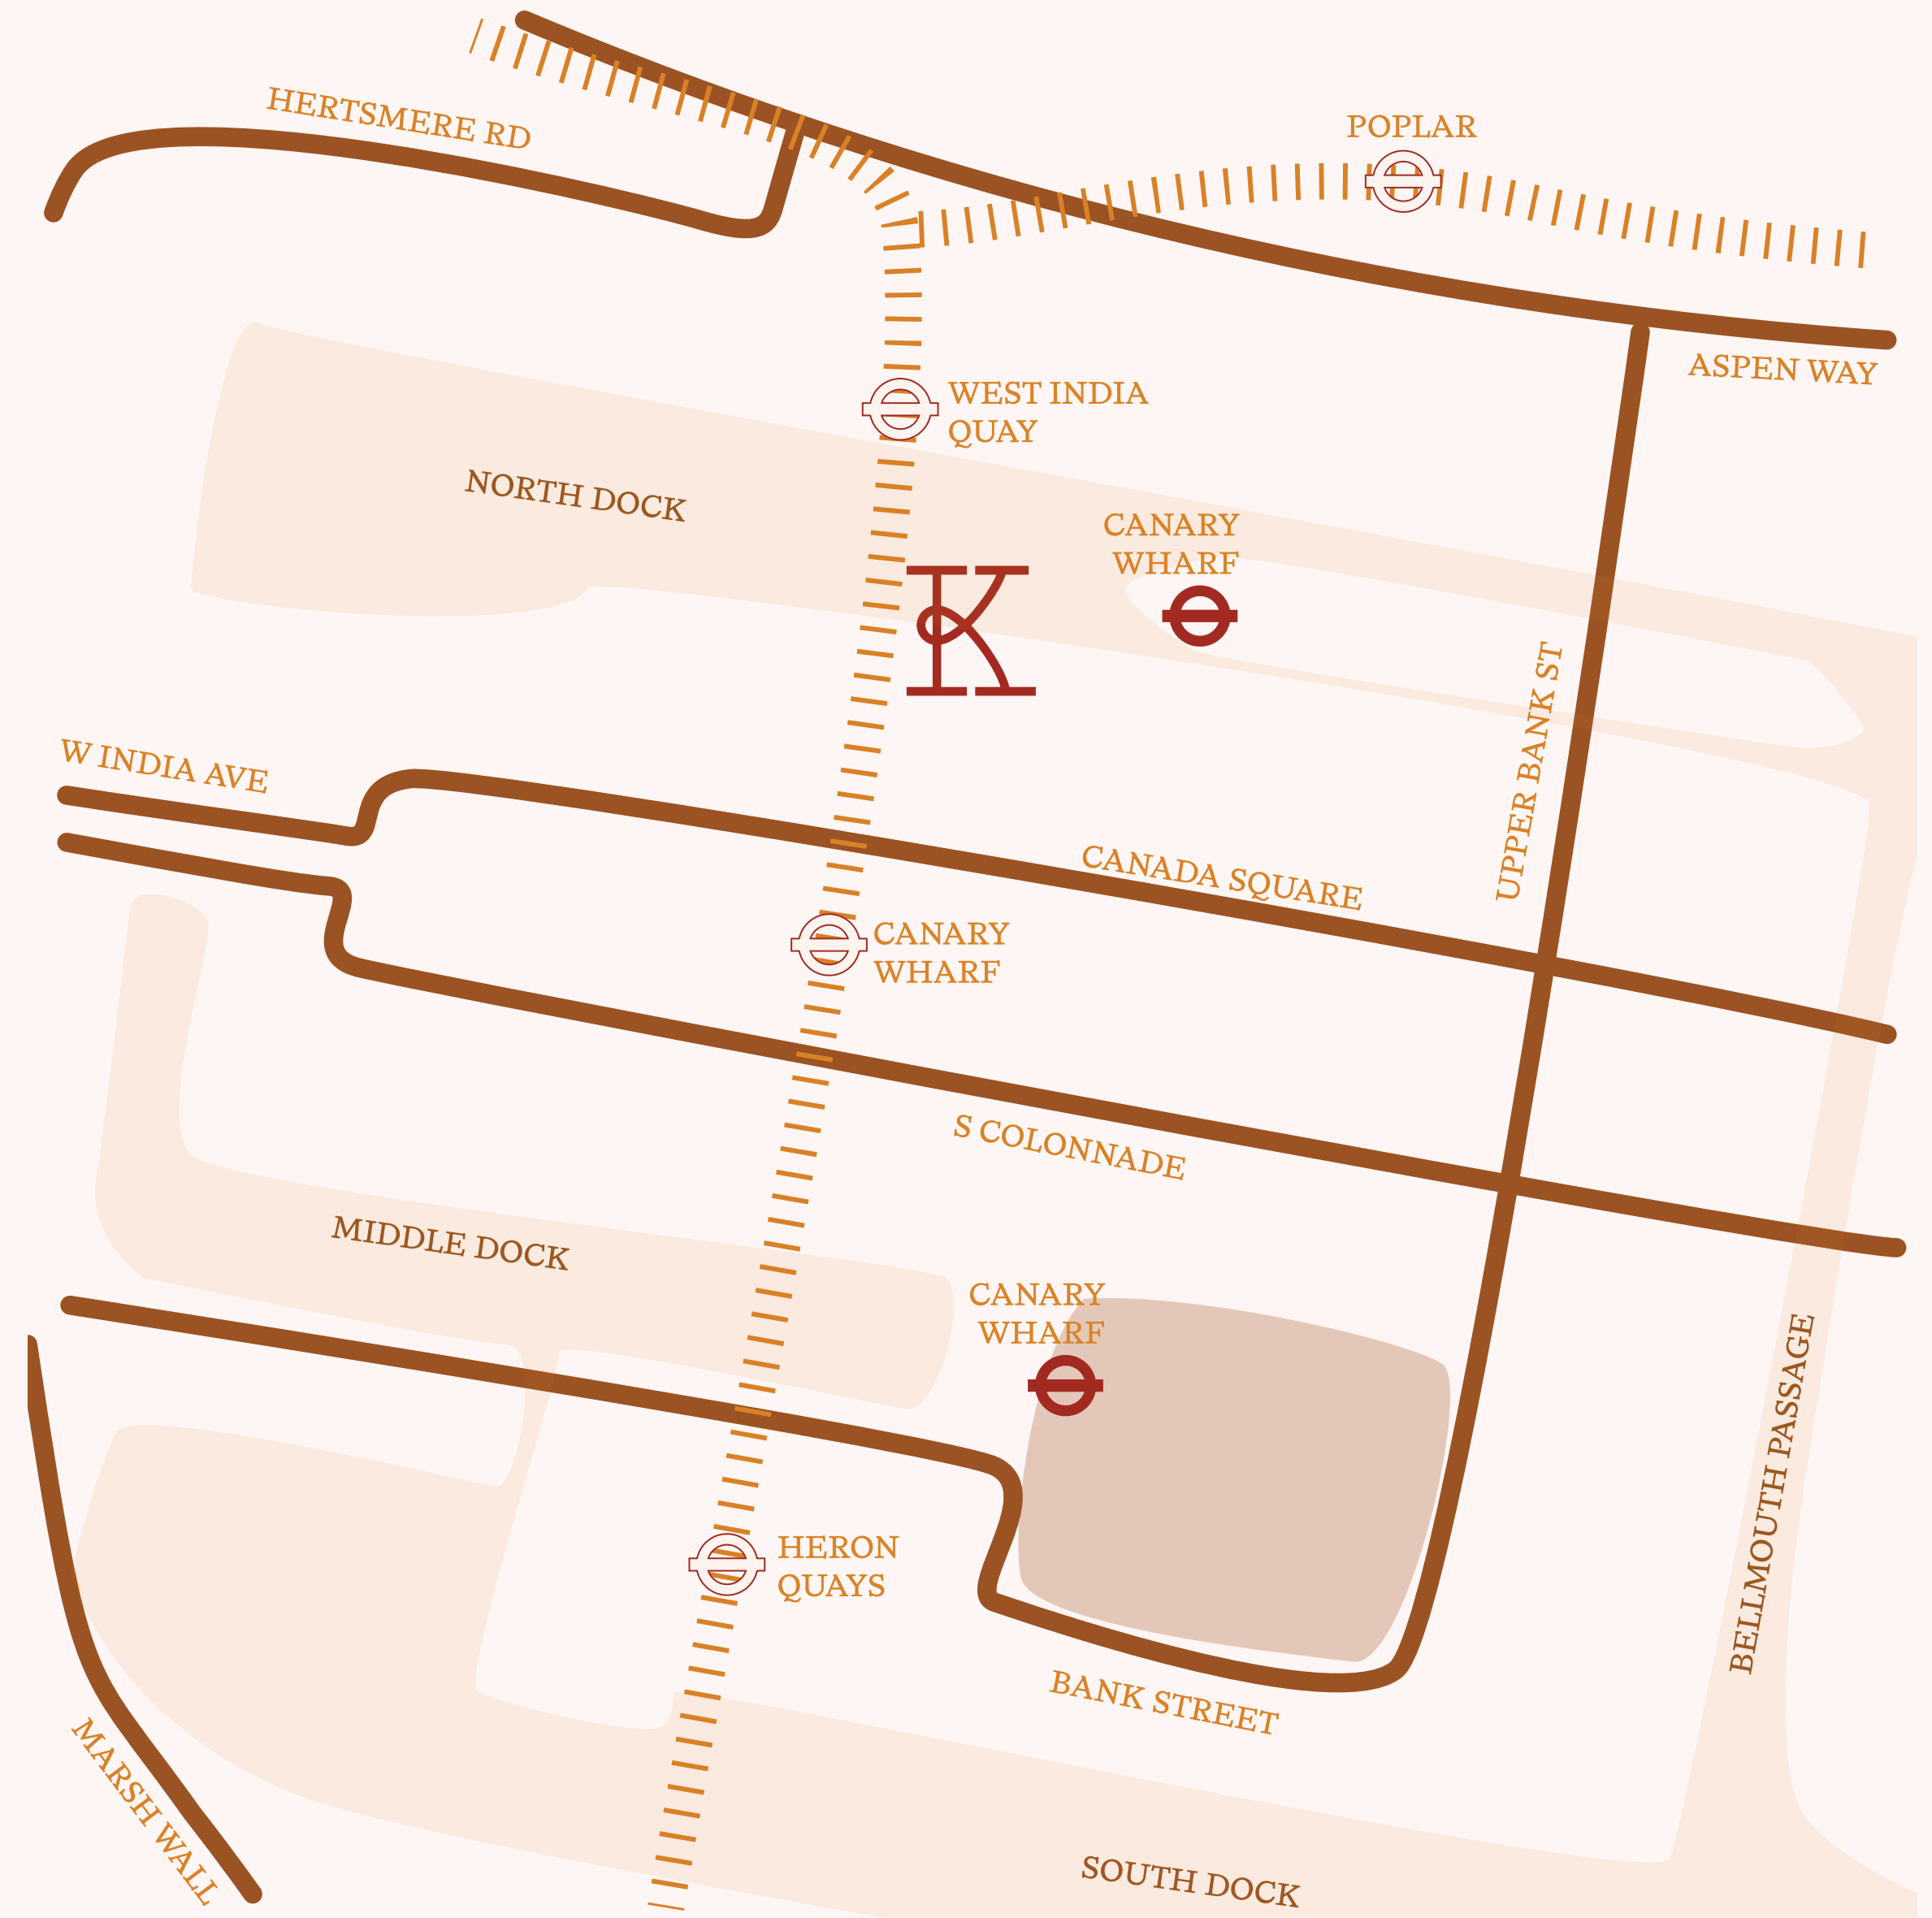 HERTSMERE RD
POPLAR
ASPEN WAY
WEST INDIA
QUAY
NORTH DOCK
CANARY
WHARF
K
UPPER BANK ST
W INDIA AVE
CANADA SQUARE
CANARY
WHARF
S COLONNADE
MIDDLE DOCK
CANARY
WHARF
BELLMOUTH PASSAGE
HERON
QUAYS
BANK STREET
MARSH WALL
SOUTH DOCK